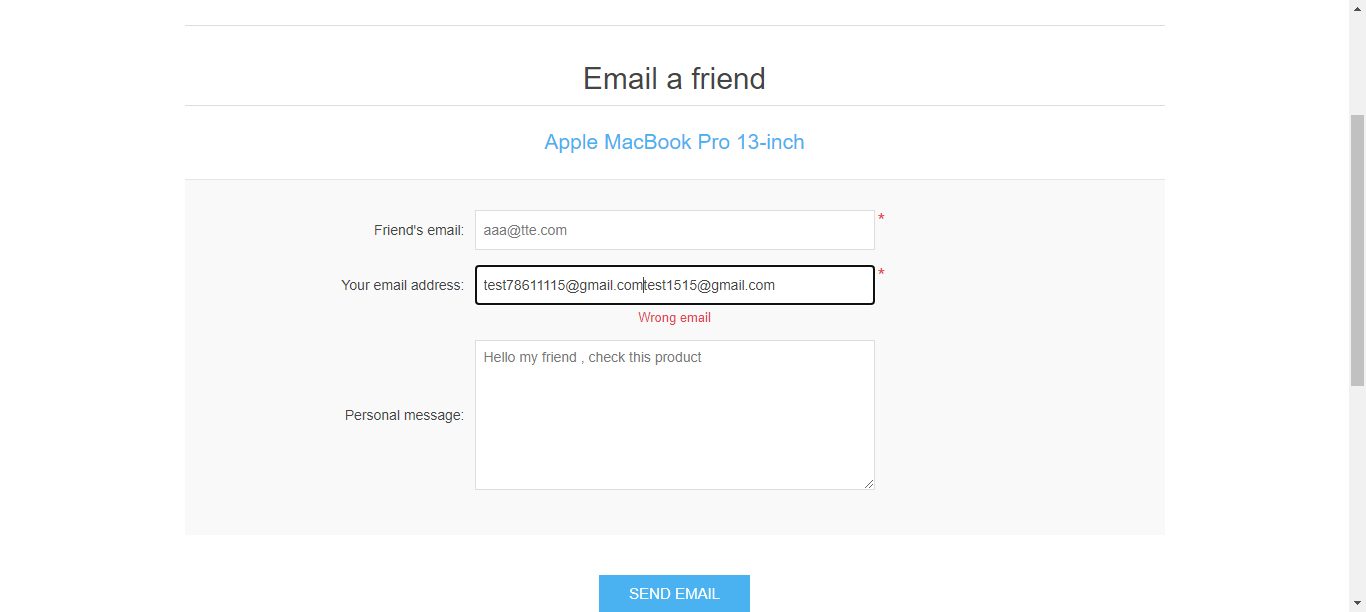 Email a friend
Apple MacBook Pro 13-inch
Friend's email: aaa@tte.com *
Your email address: test78611115@gmail.comtest1515@gmail.com *
Wrong email
Hello my friend , check this product
Personal message:
SEND EMAIL